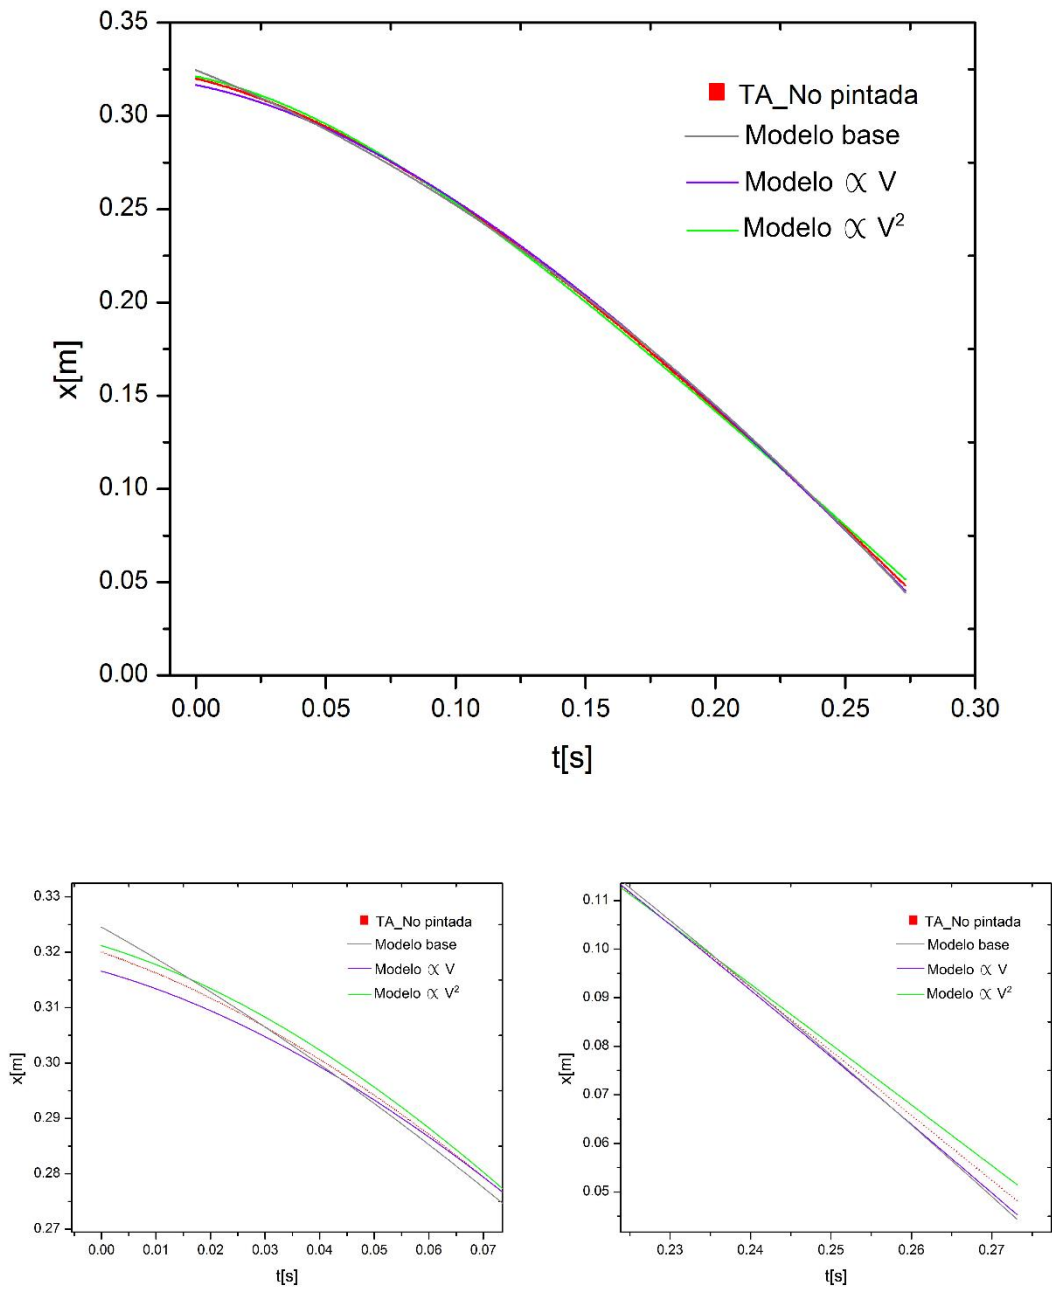 0.35
0.30
0.25
0.20
0.15
0.10
0.05
0.00
x[m]
TA_No pintada
Modelo base
Modelo ∝ V
Modelo ∝ V²
0.00 0.05 0.10 0.15 0.20 0.25 0.30
t[s]
0.33
0.32
0.31
0.30
0.29
0.28
0.27
x[m]
TA_No pintada
Modelo base
Modelo ∝ V
Modelo ∝ V²
0.00 0.01 0.02 0.03 0.04 0.05 0.06 0.07
t[s]
0.11
0.10
0.09
0.08
0.07
0.06
0.05
x[m]
TA_No pintada
Modelo base
Modelo ∝ V
Modelo ∝ V²
0.23 0.24 0.25 0.26 0.27
t[s]